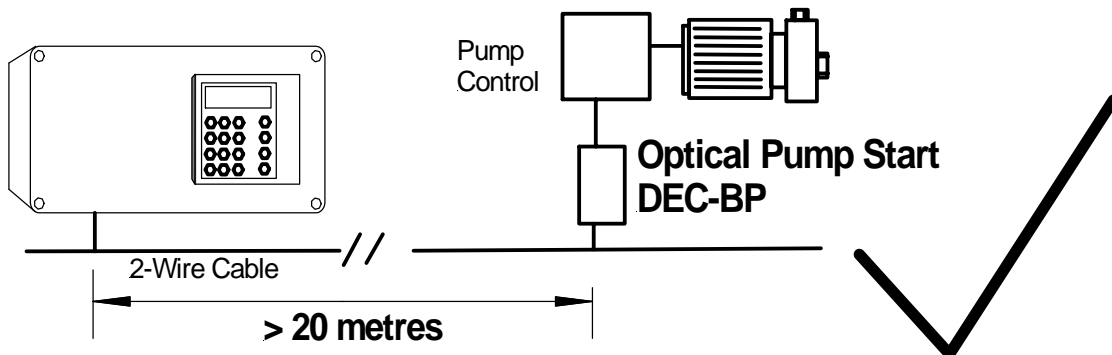 Pump
Control
Optical Pump Start
DEC-BP
2-Wire Cable
> 20 metres